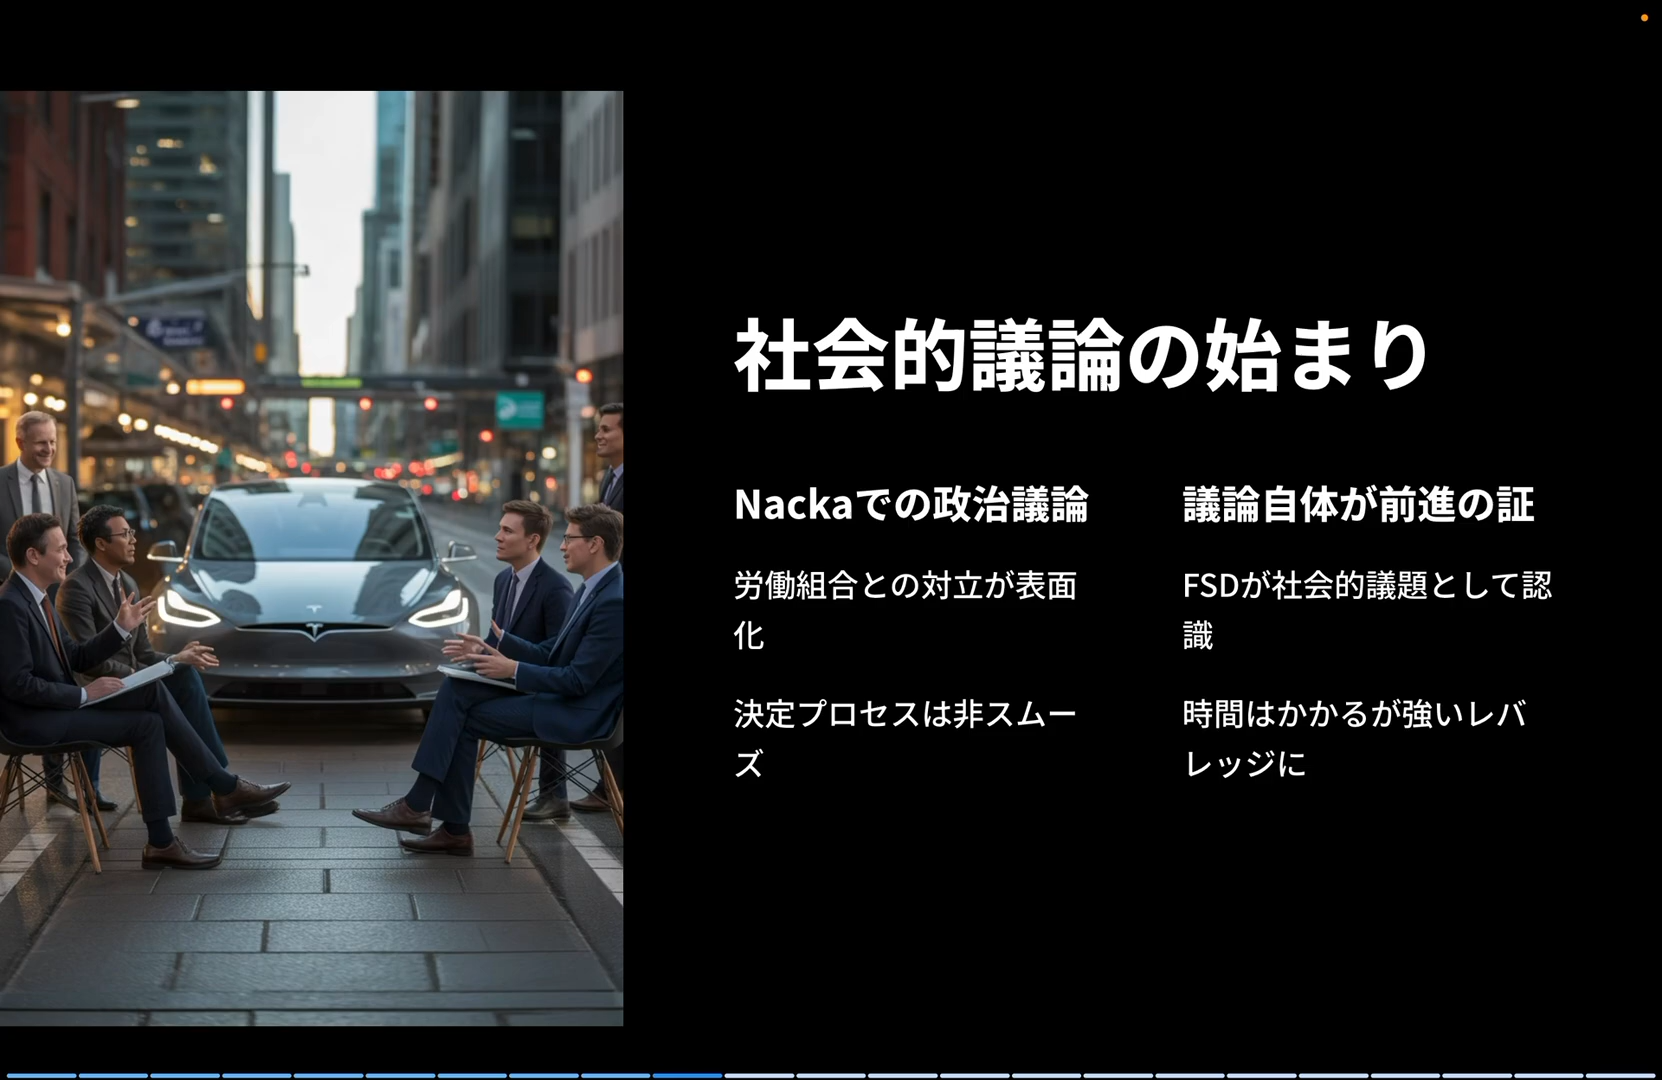 社会的議論の始まり
Nackaでの政治議論
労働組合との対立が表面
化
決定プロセスは非スムー
ズ
議論自体が前進の証
FSDが社会的議題として認
識
時間はかかるが強いレバ
レッジに